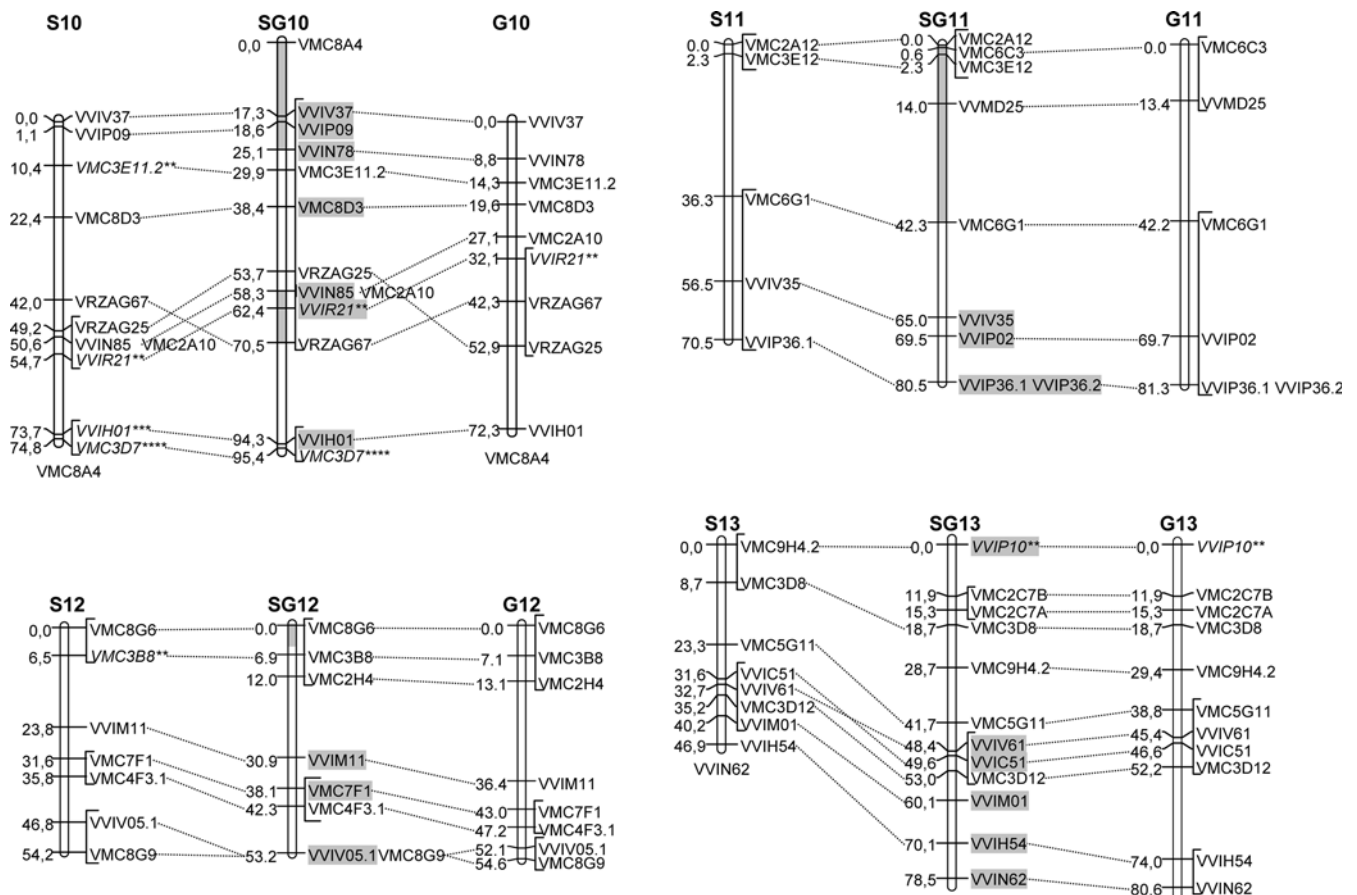 S10 SG10 G10
0,0 VMC8A4
0,0 VVIV37 17,3 VVIV37 0,0 VVIV37
1,1 VVIP09 18,6 VVIP09
25,1 VVIN78 8,8 VVIN78
10,4 VMC3E11.2** 29,9 VMC3E11.2 14,3 VMC3E11.2
22,4 VMC8D3 38,4 VMC8D3 19,6 VMC8D3
27,1 VMC2A10
53,7 VRZAG25 32,1 VVIR21**
58,3 VVIN85 VMC2A10
42,0 VRZAG67 62,4 VVIR21** 42,3 VRZAG67
49,2 VRZAG25
50,6 VVIN85 VMC2A10 70,5 VRZAG67 52,9 VRZAG25
54,7 VVIR21**
73,7 VVIH01*** 94,3 VVIH01 72,3 VVIH01
74,8 VMC3D7**** 95,4 VMC3D7****
VMC8A4 VMC8A4
S11 SG11 G11
0.0 VMC2A12 0.0 VMC2A12
0.6 VMC6C3 0.0 VMC6C3
2.3 VMC3E12 2.3 VMC3E12
14.0 VVMD25 13.4 VVMD25
36.3 VMC6G1 42.3 VMC6G1 42.2 VMC6G1
56.5 VVIV35 65.0 VVIV35
69.5 VVIP02 69.7 VVIP02
70.5 VVIP36.1 80.5 VVIP36.1 VVIP36.2 81.3 VVIP36.1 VVIP36.2
S12 SG12 G12
0,0 VMC8G6 0.0 VMC8G6 0.0 VMC8G6
6,5 VMC3B8** 6.9 VMC3B8 7.1 VMC3B8
12.0 VMC2H4 13.1 VMC2H4
23,8 VVIM11 30.9 VVIM11 36.4 VVIM11
31,6 VMC7F1 38.1 VMC7F1 43.0 VMC7F1
35,8 VMC4F3.1 42.3 VMC4F3.1 47.2 VMC4F3.1
46,8 VVIV05.1 52.1 VVIV05.1
54,2 VMC8G9 53.2 VVIV05.1 VMC8G9 54.6 VMC8G9
S13 SG13 G13
0,0 VMC9H4.2 0,0 VVIP10** 0,0 VVIP10**
8,7 VMC3D8 11,9 VMC2C7B 11,9 VMC2C7B
15,3 VMC2C7A 15,3 VMC2C7A
18,7 VMC3D8 18,7 VMC3D8
23,3 VMC5G11 28,7 VMC9H4.2 29,4 VMC9H4.2
31,6 VVIC51
32,7 VVIV61
35,2 VMC3D12 41,7 VMC5G11 38,8 VMC5G11
40,2 VVIM01 48,4 VVIV61 45,4 VVIV61
46,9 VVIH54 49,6 VVIC51 46,6 VVIC51
VVIN62 53,0 VMC3D12 52,2 VMC3D12
60,1 VVIM01
70,1 VVIH54 74,0 VVIH54
78,5 VVIN62 80,6 VVIN62